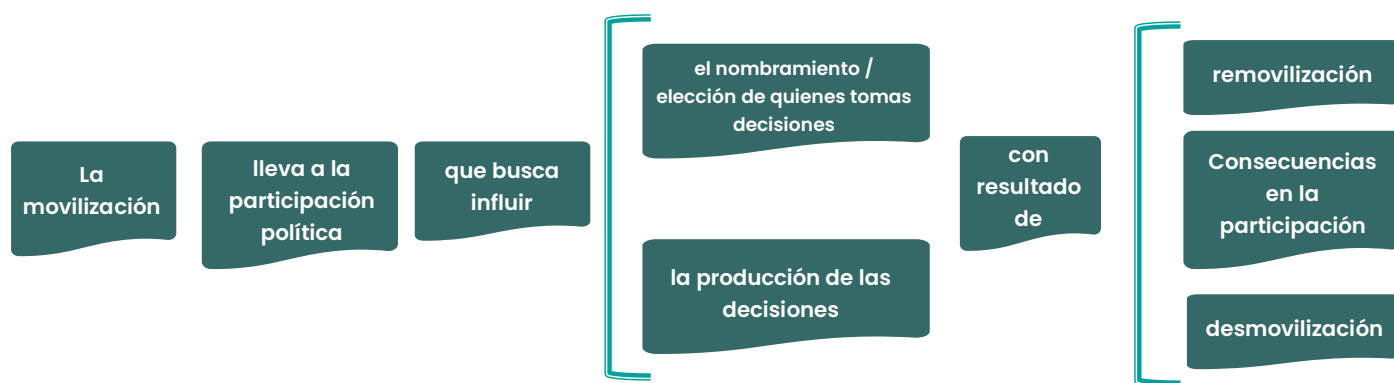 La
movilización
lleva a la
participación
política
que busca
influir
el nombramiento /
elección de quienes tomas
decisiones
la producción de las
decisiones
con
resultado
de
removilización
Consecuencias
en la
participación
desmovilización